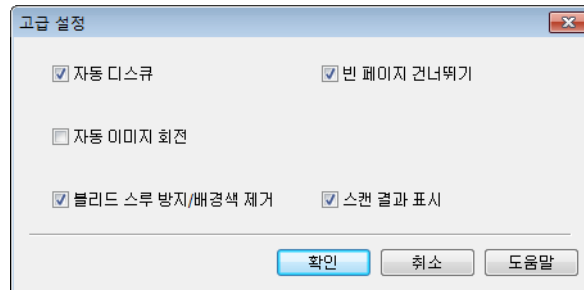 고급 설정
자동 디스큐 빈 페이지 건너뛰기
자동 이미지 회전
블리드 스루 방지/배경색 제거 스캔 결과 표시
확인 취소 도움말